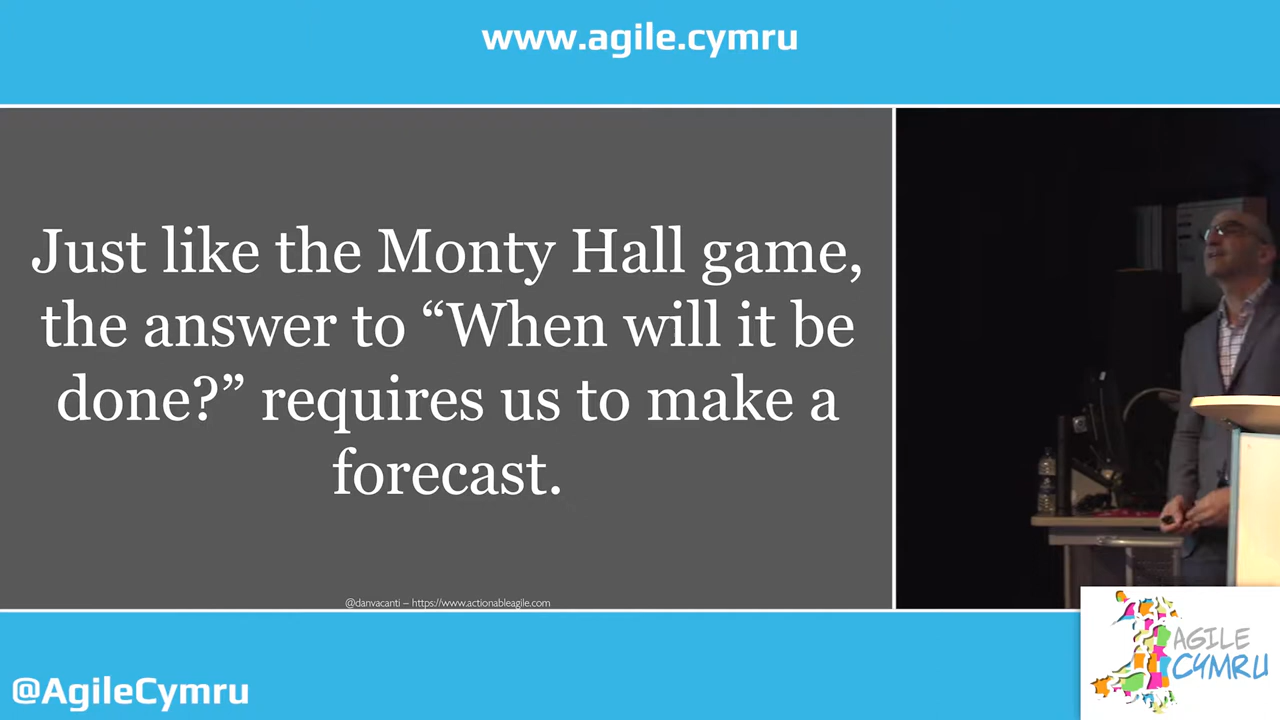 www.agile.cymru
Just like the Monty Hall game,
the answer to “When will it be
done?” requires us to make a
forecast.
@danvacanti – https://www.actionableagile.com
@AgileCymru
AGILE
CYMRU